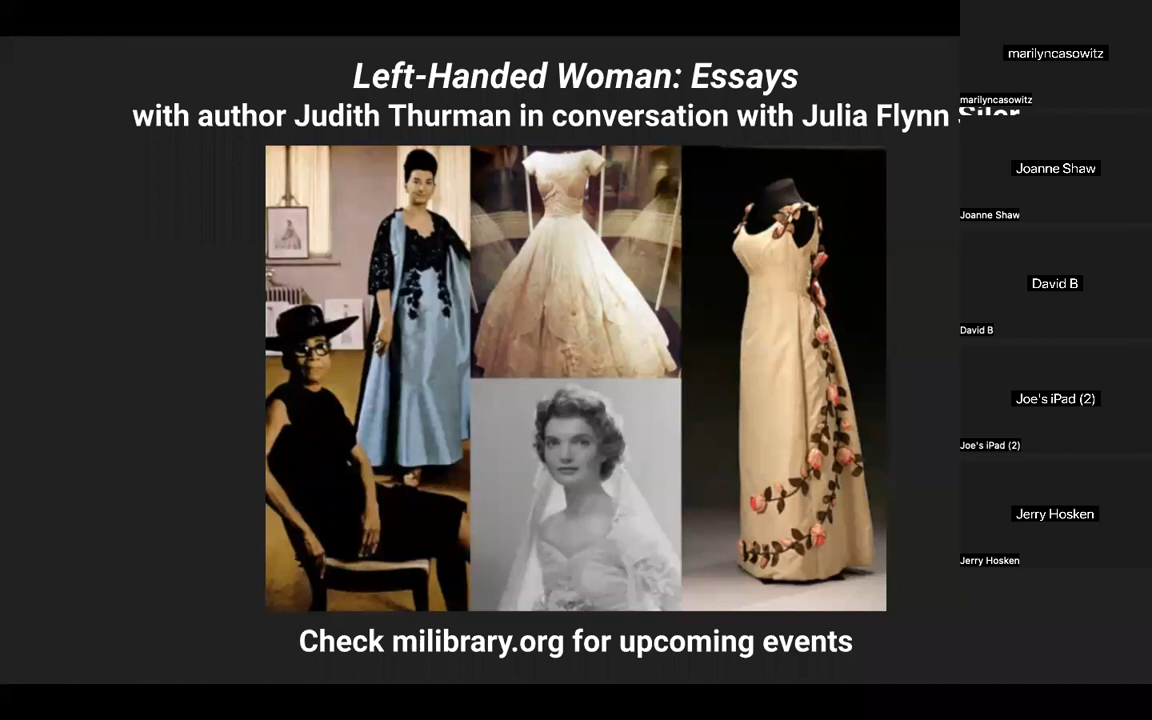 Left-Handed Woman: Essays
with author Judith Thurman in conversation with Julia Flynn
Check milibrary.org for upcoming events
marilyncasowitz
marilyncasowitz
Joanne Shaw
Joanne Shaw
David B
David B
Joe's iPad (2)
Joe's iPad (2)
Jerry Hosken
Jerry Hosken